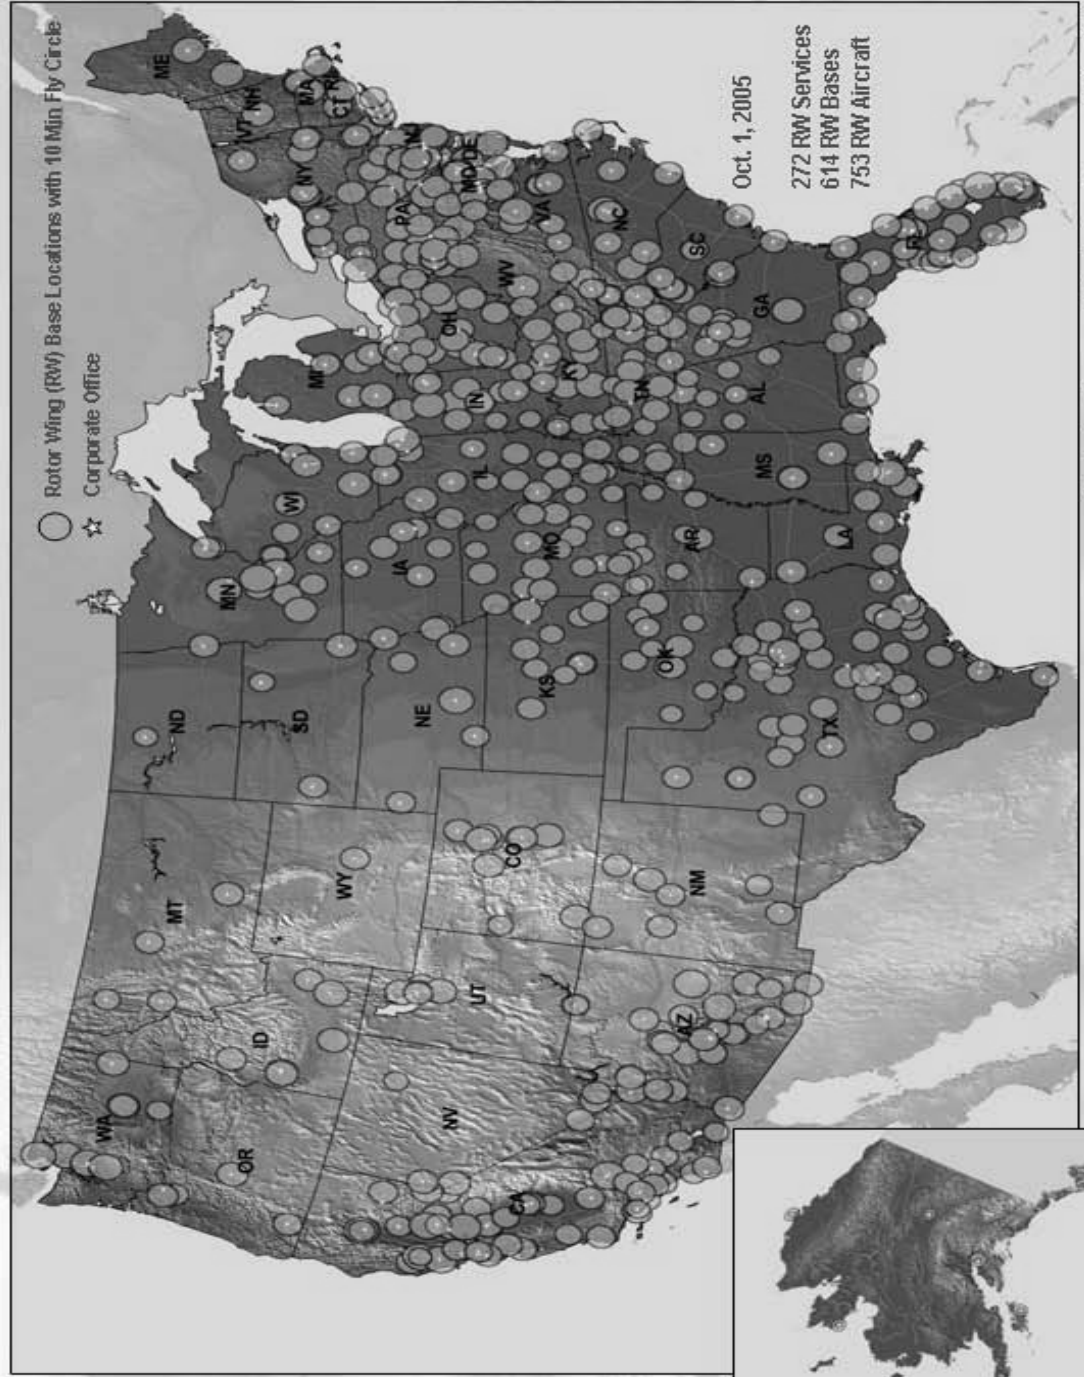 Rotor Wing (RW) Base Locations with 10 Min Fly Circle
Corporate Office
WA
MT
ND
MN
ME
VT
NH
OR
ID
SD
WI
MI
NY
MA
CT
RI
WY
NE
IA
PA
NJ
NV
UT
CO
KS
MO
IL
IN
OH
WV
MD/DE
VA
CA
KY
AZ
NM
OK
AR
TN
NC
TX
LA
MS
AL
GA
SC
FL
Oct. 1, 2005
272 RW Services
614 RW Bases
753 RW Aircraft